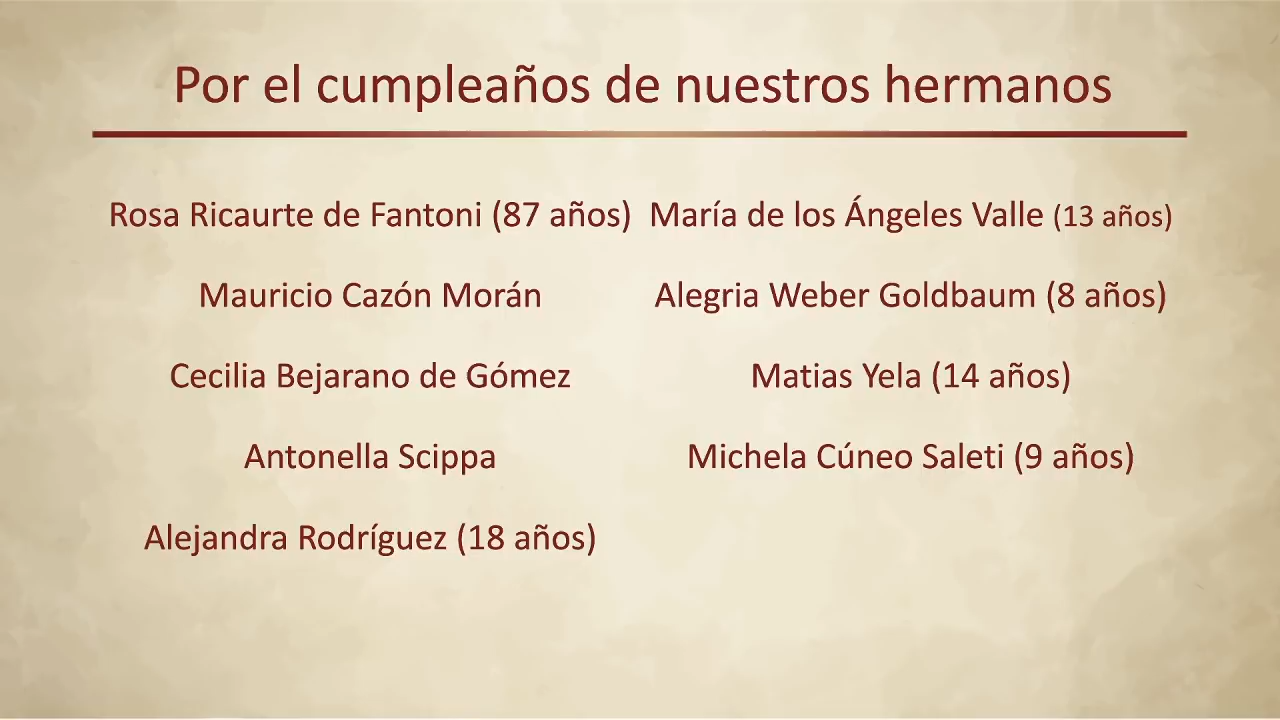 Por el cumpleaños de nuestros hermanos
Rosa Ricaurte de Fantoni (87 años)
Mauricio Cazón Morán
Cecilia Bejarano de Gómez
Antonella Scippa
Alejandra Rodríguez (18 años)
María de los Ángeles Valle (13 años)
Alegria Weber Goldbaum (8 años)
Matias Yela (14 años)
Michela Cúneo Saleti (9 años)